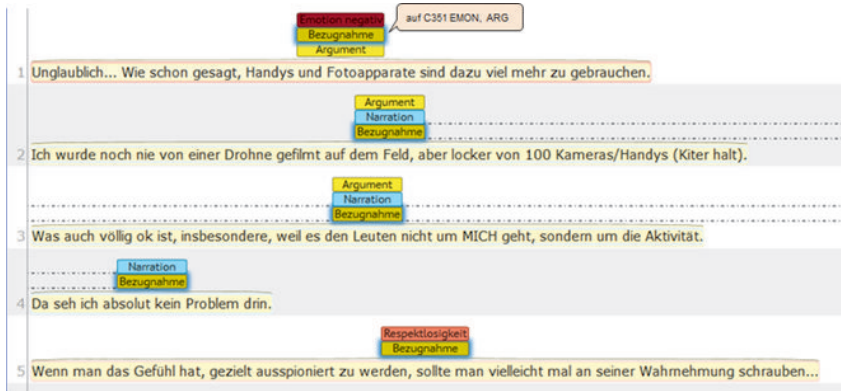 Emotion negativ
Bezugnahme
Argument
auf C351 EMON, ARG
1 Unglaublich... Wie schon gesagt, Handys und Fotoapparate sind dazu viel mehr zu gebrauchen.
Argument
Narration
Bezugnahme
2 Ich wurde noch nie von einer Drohne gefilmt auf dem Feld, aber locker von 100 Kameras/Handys (Kiter halt).
Argument
Narration
Bezugnahme
3 Was auch völlig ok ist, insbesondere, weil es den Leuten nicht um MICH geht, sondern um die Aktivität.
Narration
Bezugnahme
4 Da seh ich absolut kein Problem drin.
Respektlosigkeit
Bezugnahme
5 Wenn man das Gefühl hat, gezielt ausspioniert zu werden, sollte man vielleicht mal an seiner Wahrnehmung schrauben...